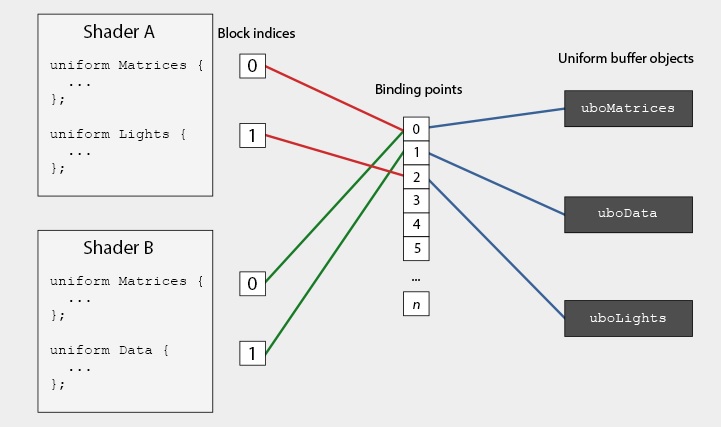 Shader A
uniform Matrices {
...
};
uniform Lights {
...
};
Shader B
uniform Matrices {
...
};
uniform Data {
...
};
Block indices
0
1
0
1
Binding points
0
1
2
3
4
5
...
n
Uniform buffer objects
uboMatrices
uboData
uboLights